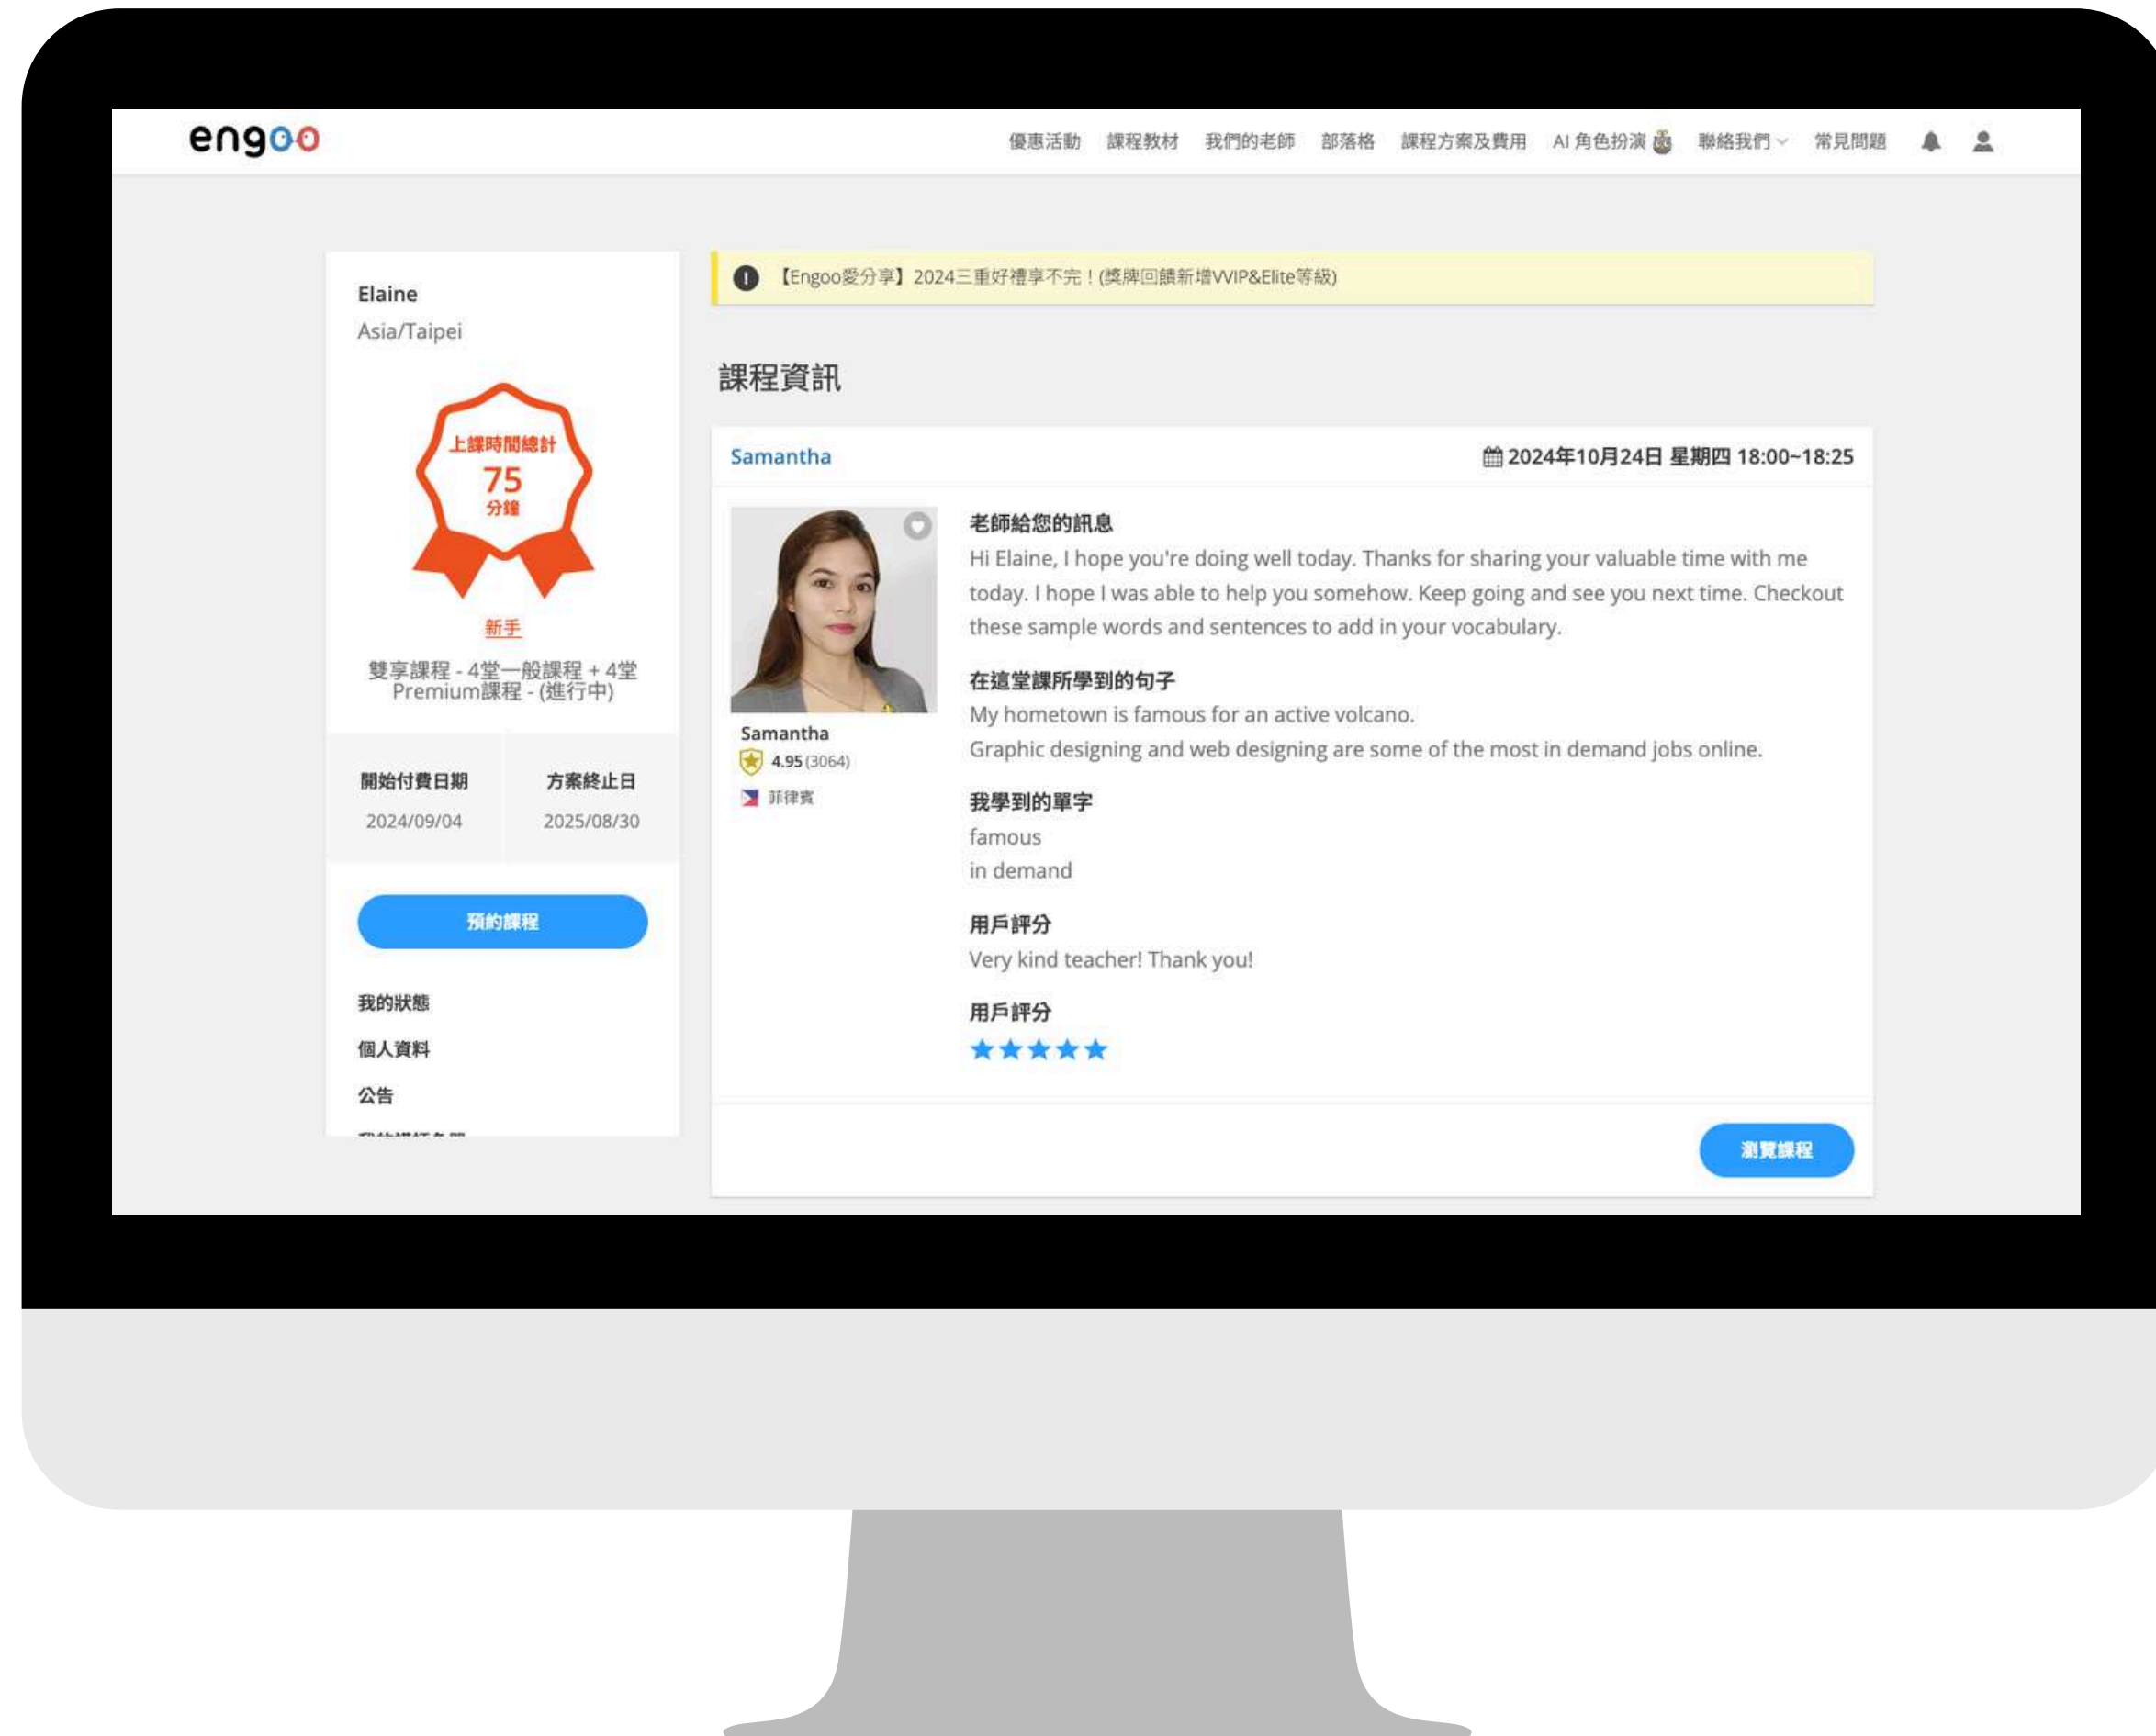 engoo
優惠活動 課程教材 我們的老師 部落格 課程方案及費用 AI 角色扮演 聯絡我們 常見問題
Elaine
Asia/Taipei
上課時間總計
75
分鐘
新手
雙享課程 - 4堂一般課程 + 4堂
Premium課程 - (進行中)
開始付費日期 方案終止日
2024/09/04 2025/08/30
預約課程
我的狀態
個人資料
公告
【Engoo愛分享】2024三重好禮享不完！(獎牌回饋新增VVIP&Elite等級)
課程資訊
Samantha 2024年10月24日 星期四 18:00~18:25
Samantha
4.95 (3064)
菲律賓
老師給您的訊息
Hi Elaine, I hope you're doing well today. Thanks for sharing your valuable time with me
today. I hope I was able to help you somehow. Keep going and see you next time. Checkout
these sample words and sentences to add in your vocabulary.
在這堂課所學到的句子
My hometown is famous for an active volcano.
Graphic designing and web designing are some of the most in demand jobs online.
我學到的單字
famous
in demand
用戶評分
Very kind teacher! Thank you!
用戶評分
瀏覽課程